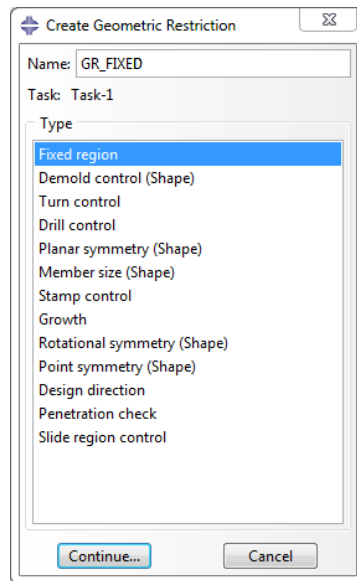 Create Geometric Restriction
Name: GR_FIXED
Task: Task-1
Type
Fixed region
Demold control (Shape)
Turn control
Drill control
Planar symmetry (Shape)
Member size (Shape)
Stamp control
Growth
Rotational symmetry (Shape)
Point symmetry (Shape)
Design direction
Penetration check
Slide region control
Continue... Cancel